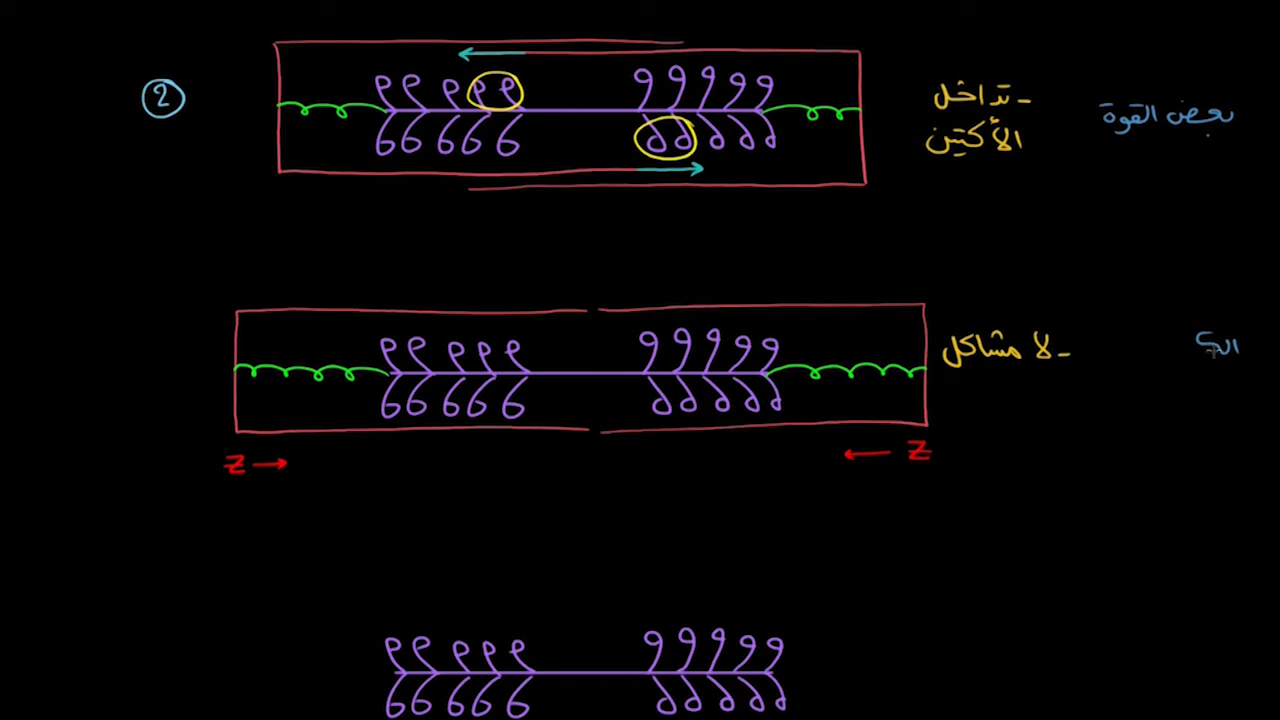 2
- تداخل
الأكتين
بعض القوة
- لا مشاكل
Z → ← Z